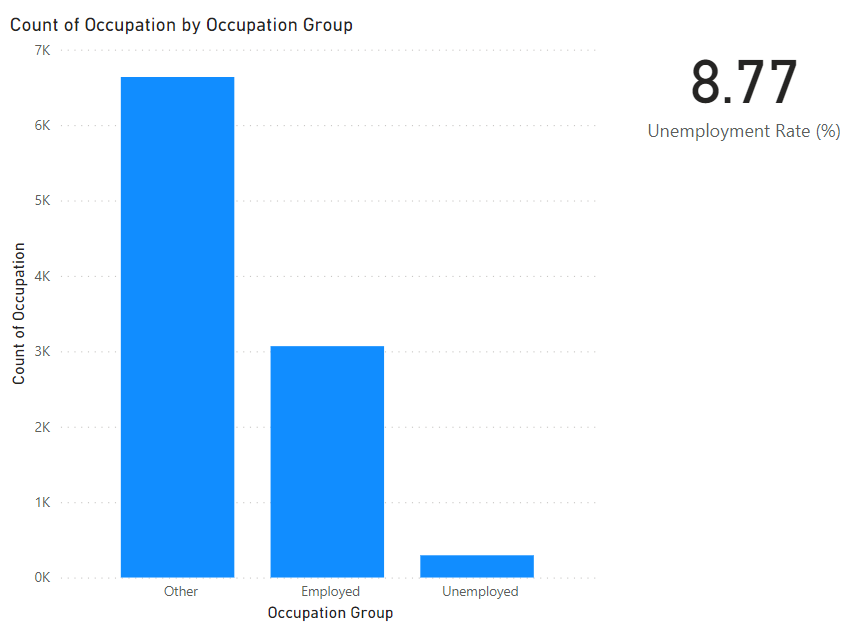 Count of Occupation by Occupation Group
7K
6K
5K
4K
3K
2K
1K
0K
Count of Occupation
Other
Employed
Unemployed
Occupation Group
8.77
Unemployment Rate (%)